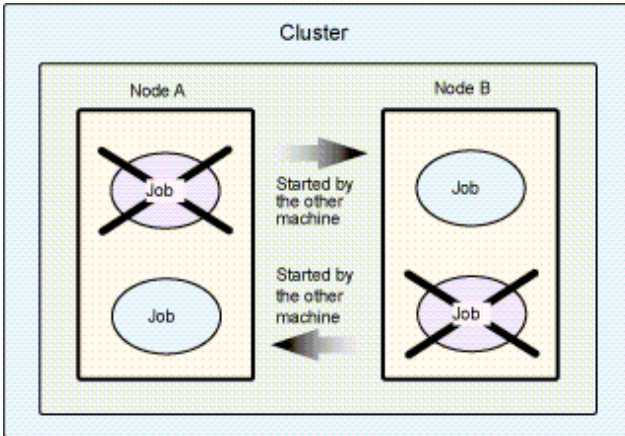 Cluster
Node A
Node B
Job
Started by
the other
machine
Job
Job
Started by
the other
machine
Job